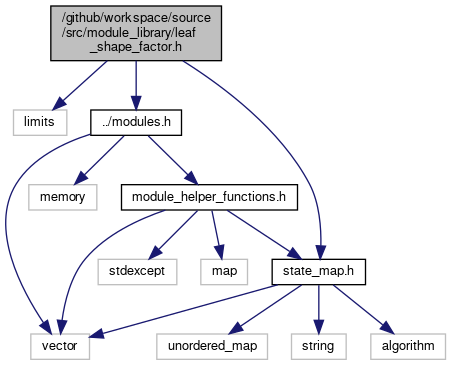 /github/workspace/source
/src/module_library/leaf
_shape_factor.h
limits
../modules.h
memory
module_helper_functions.h
stdexcept
map
state_map.h
vector
unordered_map
string
algorithm